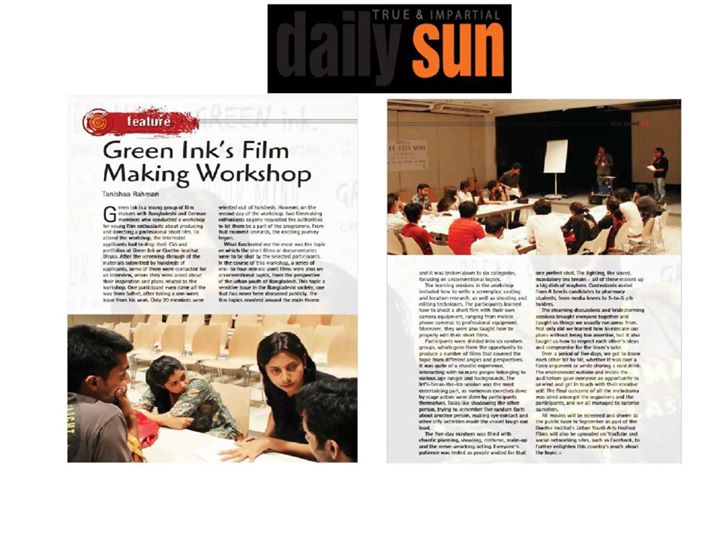 TRUE & IMPARTIAL
daily sun
feature
Green Ink's Film
Making Workshop
Tanishaa Rahman
Green Ink is a young group of film
makers with Bangladeshi and German
members who conducted a workshop
for young film enthusiasts about producing
and directing a professional short film. To
attend the workshop, the interested
applicants had to drop their CVs and
portfolios at Green Ink or Goethe-Institut
Dhaka. After the screening-through of the
materials submitted by hundreds of
applicants, some of them were contacted for
an interview, where they were asked about
their inspiration and plans related to the
workshop. One participant even came all the
way from Sylhet, after taking a one-week
leave from his work. Only 20 members were
selected out of hundreds. However, on the
second day of the workshop, two filmmaking
enthusiasts eagerly requested the authorities
to let them be a part of the programme. From
that moment onwards, the exciting journey
began.
What fascinated me the most was the topic
on which the short films or documentaries
were to be shot by the selected participants.
In the course of this workshop, a series of
one- to four-minute short films were shot on
unconventional topics, from the perspective
of the urban youth of Bangladesh. This topic a
sensitive issue in the Bangladeshi society, one
that has never been discussed publicly. The
film topics revolved around the main theme
and it was broken down to six categories,
focusing on unconventional topics.
The learning sessions in the workshop
included how to write a screenplay, casting
and location research, as well as shooting and
editing techniques. The participants learned
how to shoot a short film with their own
camera equipment, ranging from mobile
phone cameras to professional equipment.
Moreover, they were also taught how to
properly edit their short films.
Participants were divided into six random
groups, which gave them the opportunity to
produce a number of films that covered the
topic from different angles and perspectives.
It was quite of a chaotic experience,
interacting with so many people belonging to
various age ranges and backgrounds. The
let's-break-the-ice session was the most
entertaining part, as numerous exercises done
by stage actors were done by participants
themselves. Tasks like shadowing the other
person, trying to remember five random facts
about another person, making eye contact and
other silly activities made the crowd laugh out
loud.
The five-day mayhem was filled with
chaotic planning, shooting, costume, make-up
and the nerve-wracking acting. Everyone's
patience was tested as people waited for that
one perfect shot. The lighting, the sound,
mandatory tea breaks – all of these created up
a big dish of mayhem. Contestants varied
from A-levels candidates to pharmacy
students, from media lovers to 5-to-5 job
holders.
The steaming discussions and brainstorming
sessions brought everyone together and
taught us things we usually run away from.
Not only did we learned how to execute our
plans without being too assertive, but it also
taught us how to respect each other's ideas
and compromise for the team's sake.
Over a period of five days, we got to know
each other bit by bit, whether it was over a
funny argument or while sharing a cold drink.
The environment outside and inside the
auditorium gave everyone an opportunity to
unwind and get in touch with their creative
self. The final outcome of all the melodrama
was aired amongst the organisers and the
participants, and we all managed to surprise
ourselves.
All movies will be screened and shown to
the public later in September as part of the
Goethe Institut's Urban Youth Arts Festival
Films will also be uploaded on YouTube and
social networking sites, such as Facebook, to
further enlighten this country's youth about
the topic.